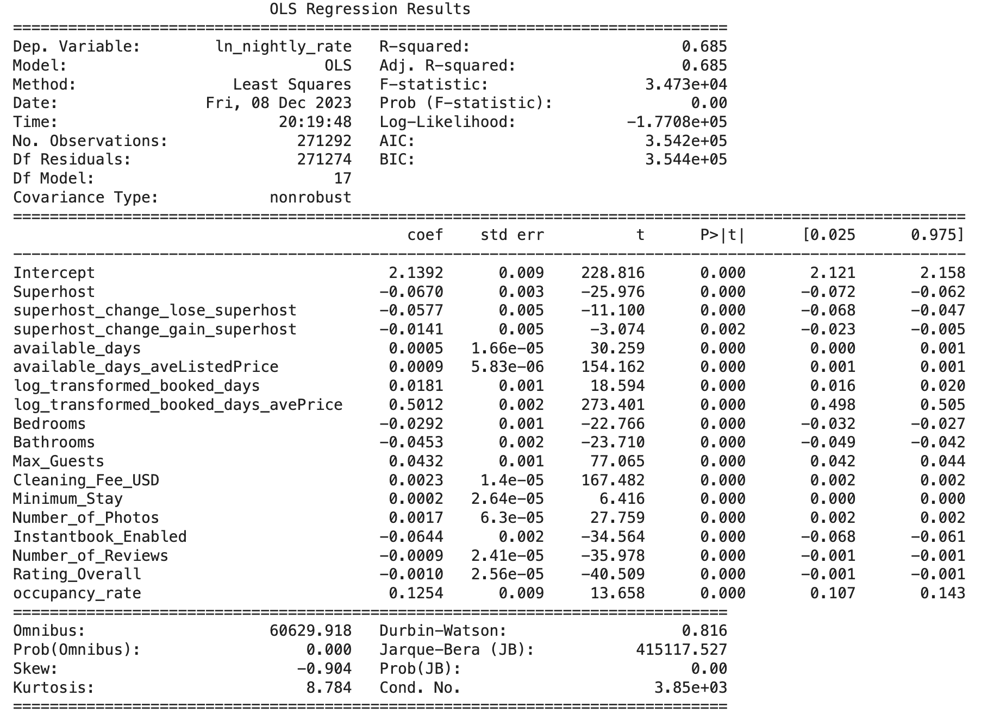 OLS Regression Results
==============================================================================
Dep. Variable:        ln_nightly_rate   R-squared:                       0.685
Model:                            OLS   Adj. R-squared:                  0.685
Method:                 Least Squares   F-statistic:                 3.473e+04
Date:                Fri, 08 Dec 2023   Prob (F-statistic):               0.00
Time:                        20:19:48   Log-Likelihood:            -1.7708e+05
No. Observations:              271292   AIC:                         3.542e+05
Df Residuals:                  271274   BIC:                         3.544e+05
Df Model:                          17
Covariance Type:            nonrobust
========================================================================================================
                                           coef    std err          t      P>|t|      [0.025      0.975]
--------------------------------------------------------------------------------------------------------
Intercept                                2.1392      0.009    228.816      0.000       2.121       2.158
Superhost                               -0.0670      0.003    -25.976      0.000      -0.072      -0.062
superhost_change_lose_superhost         -0.0577      0.005    -11.100      0.000      -0.068      -0.047
superhost_change_gain_superhost         -0.0141      0.005     -3.074      0.002      -0.023      -0.005
available_days                           0.0005   1.66e-05     30.259      0.000       0.000       0.001
available_days_aveListedPrice            0.0009   5.83e-06    154.162      0.000       0.001       0.001
log_transformed_booked_days              0.0181      0.001     18.594      0.000       0.016       0.020
log_transformed_booked_days_avePrice     0.5012      0.002    273.401      0.000       0.498       0.505
Bedrooms                                -0.0292      0.001    -22.766      0.000      -0.032      -0.027
Bathrooms                               -0.0453      0.002    -23.710      0.000      -0.049      -0.042
Max_Guests                               0.0432      0.001     77.065      0.000       0.042       0.044
Cleaning_Fee_USD                         0.0023    1.4e-05    167.482      0.000       0.002       0.002
Minimum_Stay                             0.0002   2.64e-05      6.416      0.000       0.000       0.000
Number_of_Photos                         0.0017    6.3e-05     27.759      0.000       0.002       0.002
Instantbook_Enabled                     -0.0644      0.002    -34.564      0.000      -0.068      -0.061
Number_of_Reviews                       -0.0009   2.41e-05    -35.978      0.000      -0.001      -0.001
Rating_Overall                          -0.0010   2.56e-05    -40.509      0.000      -0.001      -0.001
occupancy_rate                           0.1254      0.009     13.658      0.000       0.107       0.143
==============================================================================
Omnibus:                    60629.918   Durbin-Watson:                   0.816
Prob(Omnibus):                  0.000   Jarque-Bera (JB):           415117.527
Skew:                          -0.904   Prob(JB):                         0.00
Kurtosis:                       8.784   Cond. No.                     3.85e+03
==============================================================================